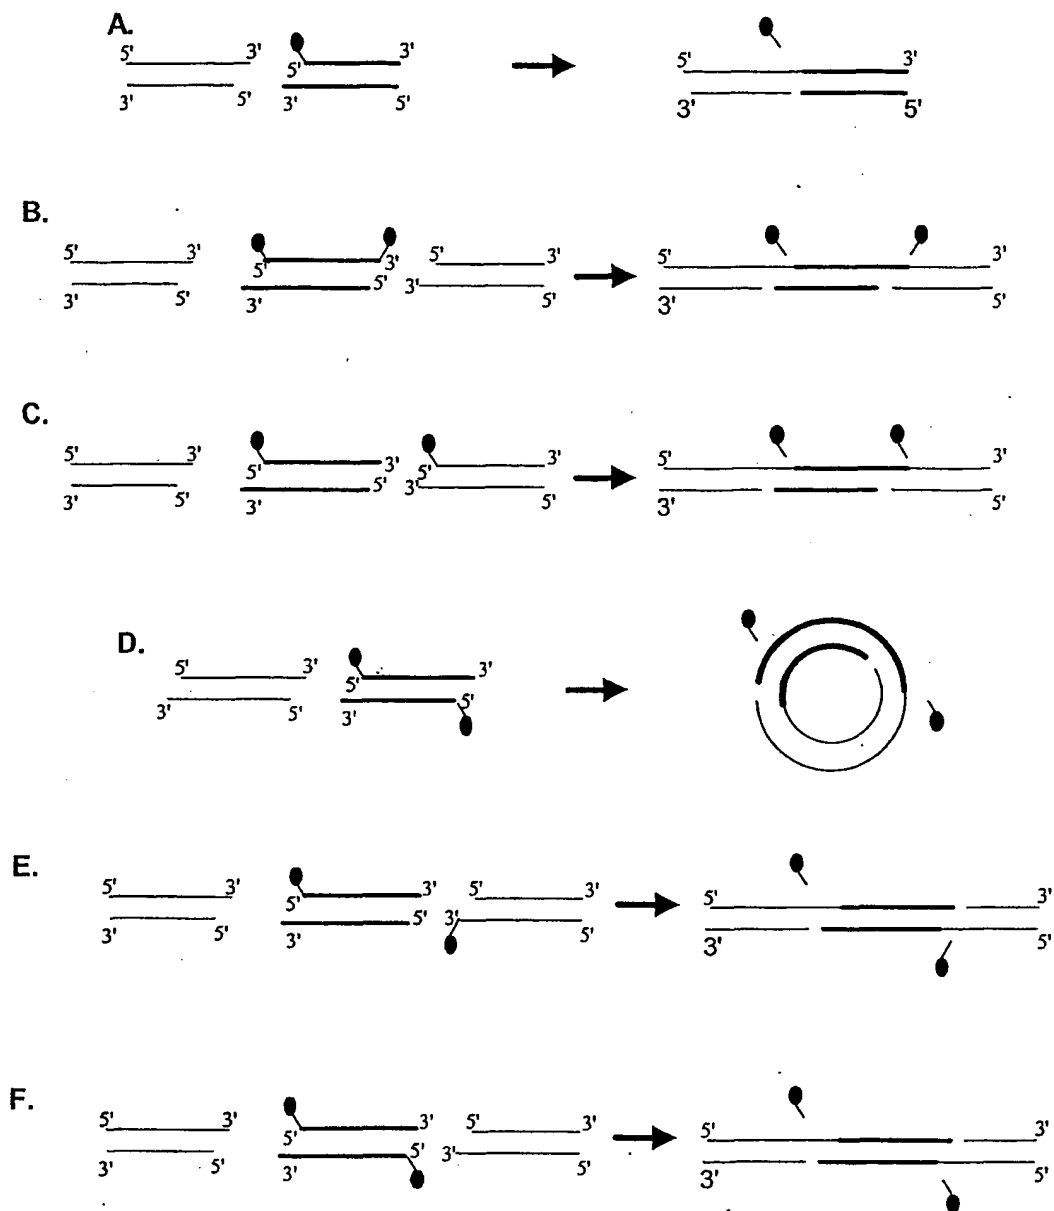 A.
5' 3' 5' 3' 5' 3'
3' 5' 3' 5' 3' 5'
B.
5' 3' 5' 3' 5' 3' 5' 3'
3' 5' 3' 5' 3' 5' 3' 5'
C.
5' 3' 5' 3' 5' 3' 5' 3'
3' 5' 3' 5' 3' 5' 3' 5'
D.
5' 3' 5' 3'
3' 5' 3' 5'
E.
5' 3' 5' 3' 5' 3' 5' 3'
3' 5' 3' 5' 3' 5' 3' 5'
F.
5' 3' 5' 3' 5' 3' 5' 3'
3' 5' 3' 5' 3' 5' 3' 5'